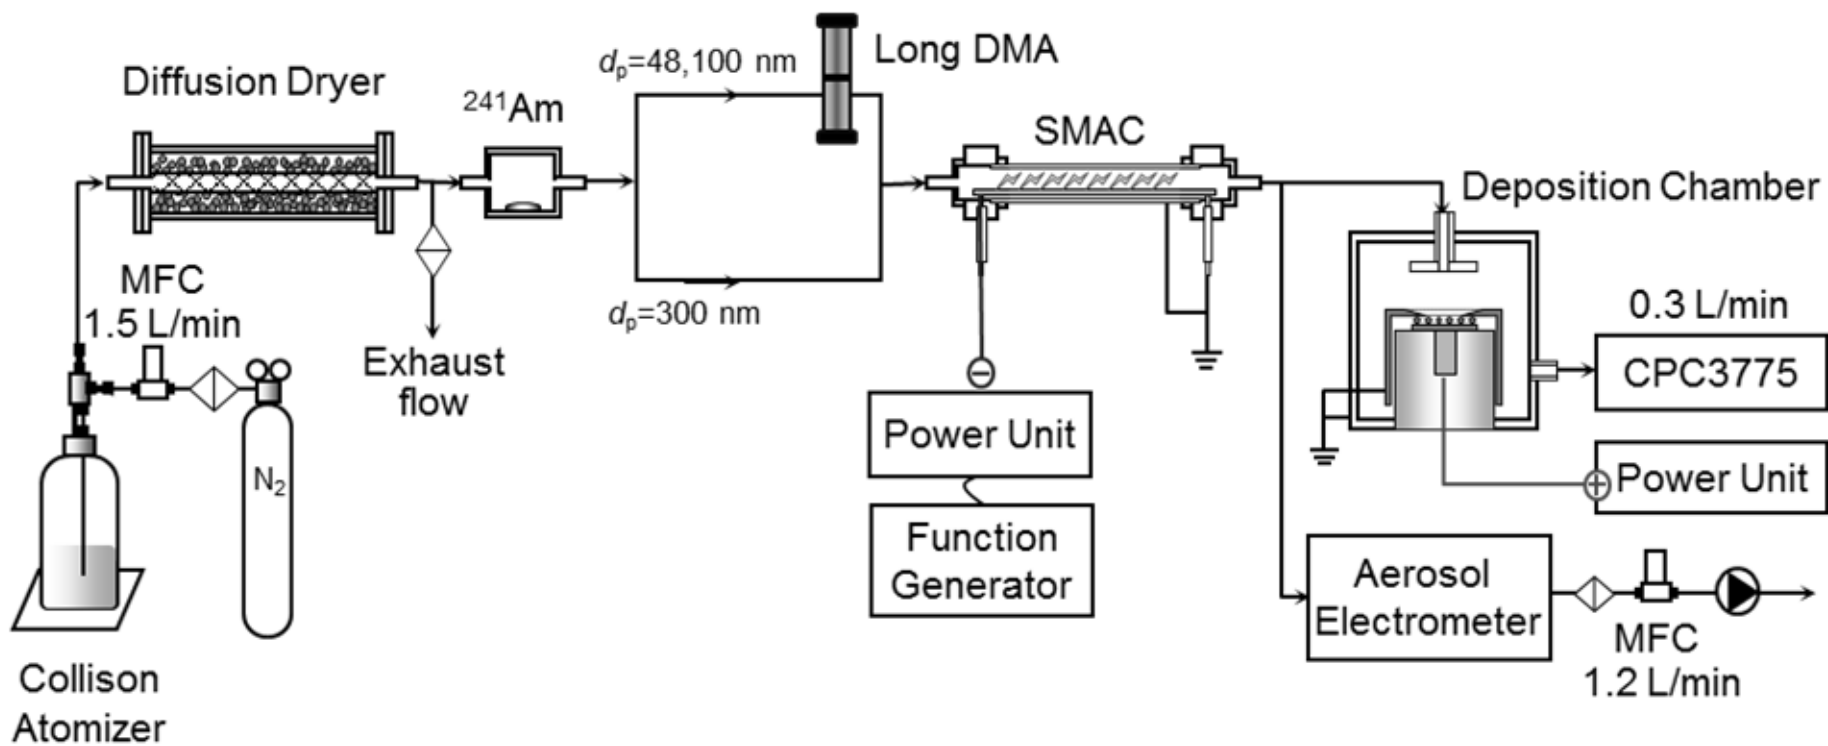 Diffusion Dryer
²⁴¹Am
dₚ=48,100 nm
Long DMA
SMAC
Deposition Chamber
MFC
1.5 L/min
dₚ=300 nm
0.3 L/min
Exhaust
flow
CPC3775
N₂
Power Unit
Power Unit
Function
Generator
Aerosol
Electrometer
MFC
1.2 L/min
Collison
Atomizer